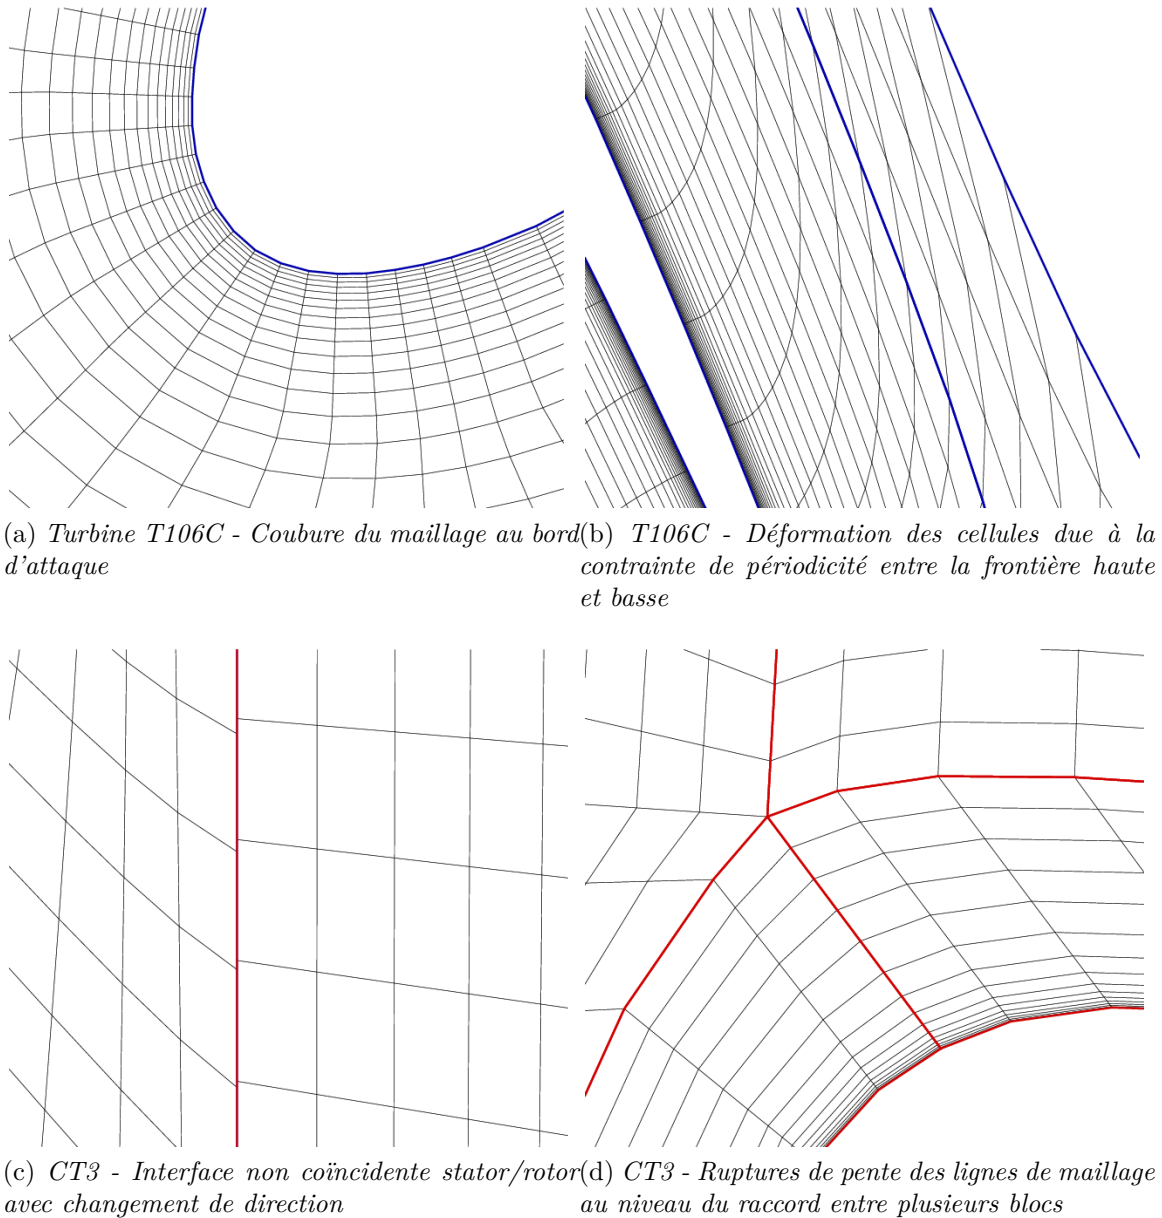 (a) Turbine T106C - Coubure du maillage au bord
d'attaque
(b) T106C - Déformation des cellules due à la
contrainte de périodicité entre la frontière haute
et basse
(c) CT3 - Interface non coïncidente stator/rotor
avec changement de direction
(d) CT3 - Ruptures de pente des lignes de maillage
au niveau du raccord entre plusieurs blocs